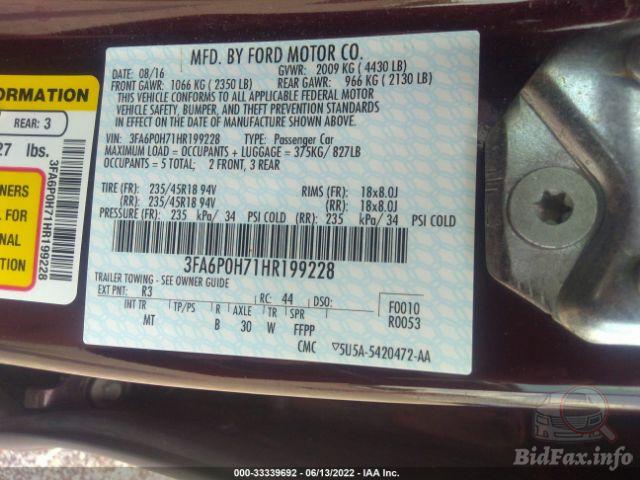 MFD. BY FORD MOTOR CO.
DATE: 08/16 GVWR: 2009 KG ( 4430 LB)
FRONT GAWR: 1066 KG ( 2350 LB) REAR GAWR: 966 KG ( 2130 LB)
THIS VEHICLE CONFORMS TO ALL APPLICABLE FEDERAL MOTOR
VEHICLE SAFETY, BUMPER, AND THEFT PREVENTION STANDARDS
IN EFFECT ON THE DATE OF MANUFACTURE SHOWN ABOVE.
VIN: 3FA6P0H71HR199228 TYPE: Passenger Car
MAXIMUM LOAD = OCCUPANTS + LUGGAGE = 375KG/ 827LB
OCCUPANTS = 5 TOTAL: 2 FRONT, 3 REAR
TIRE (FR): 235/45R18 94V RIMS (FR): 18x8.0J
(RR): 235/45R18 94V (RR): 18x8.0J
PRESSURE (FR): 235 kPa/ 34 PSI COLD (RR): 235 kPa/ 34 PSI COLD
3FA6P0H71HR199228
TRAILER TOWING - SEE OWNER GUIDE
EXT PNT: R3 RC: 44 DSO: F0010
R0053
INT TR TP/PS R AXLE TR SPR
MT B 30 W FFPP
CMC 5U5A-5420472-AA
FORMATION
REAR: 3
27 lbs.
3FA6P0H71HR199228
L FOR
NAL
N
000-33339692 - 06/13/2022 - IAA Inc.
BidFax.info